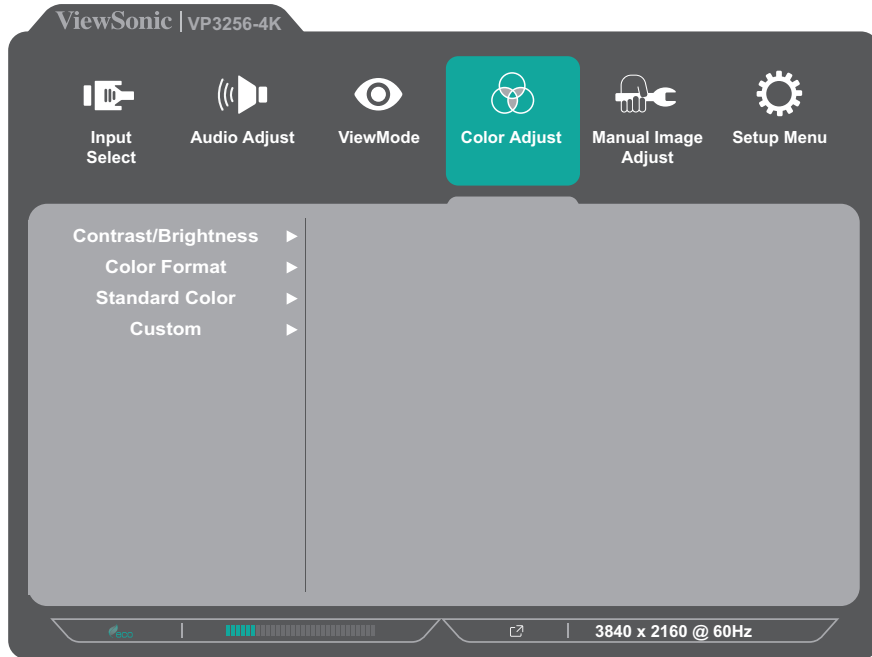 ViewSonic | VP3256-4K
Input Select
Audio Adjust
ViewMode
Color Adjust
Manual Image Adjust
Setup Menu
Contrast/Brightness
Color Format
Standard Color
Custom
eco
3840 x 2160 @ 60Hz